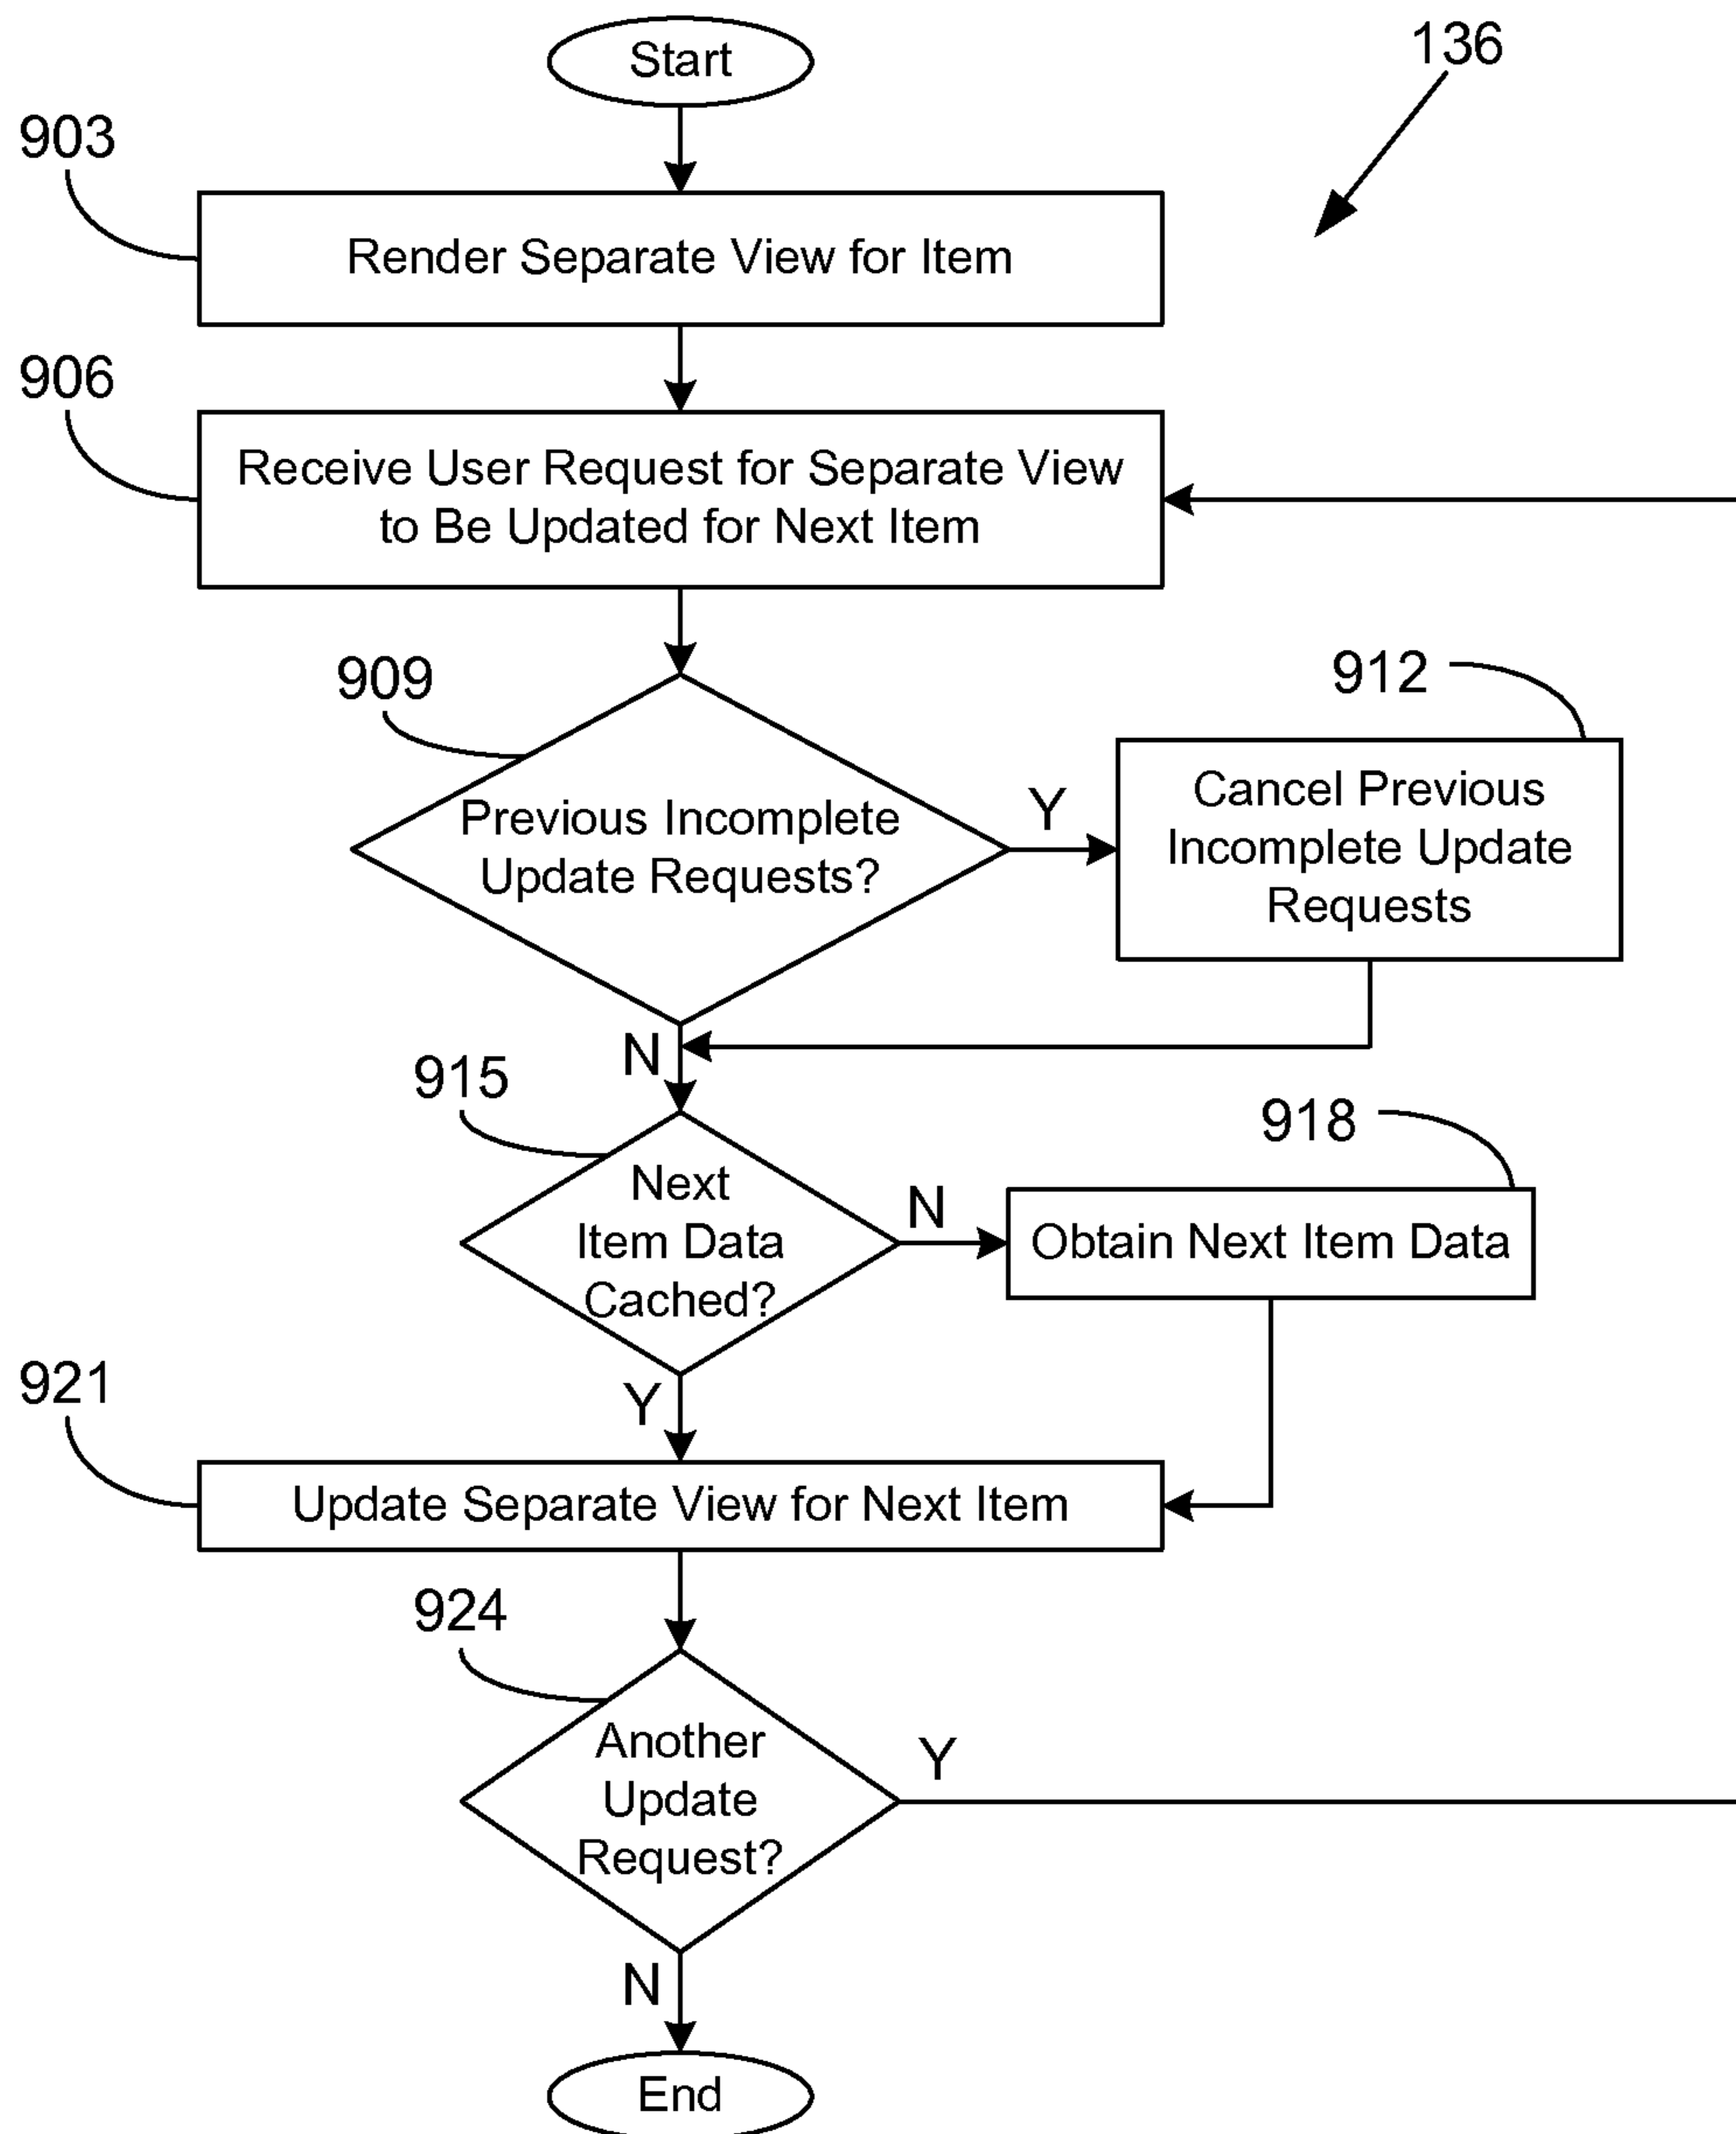 Start
136
903
Render Separate View for Item
906
Receive User Request for Separate View
to Be Updated for Next Item
909
912
Previous Incomplete
Update Requests?
Y
Cancel Previous
Incomplete Update
Requests
N
915
918
Next
Item Data
Cached?
N
Obtain Next Item Data
Y
921
Update Separate View for Next Item
924
Another
Update
Request?
Y
N
End